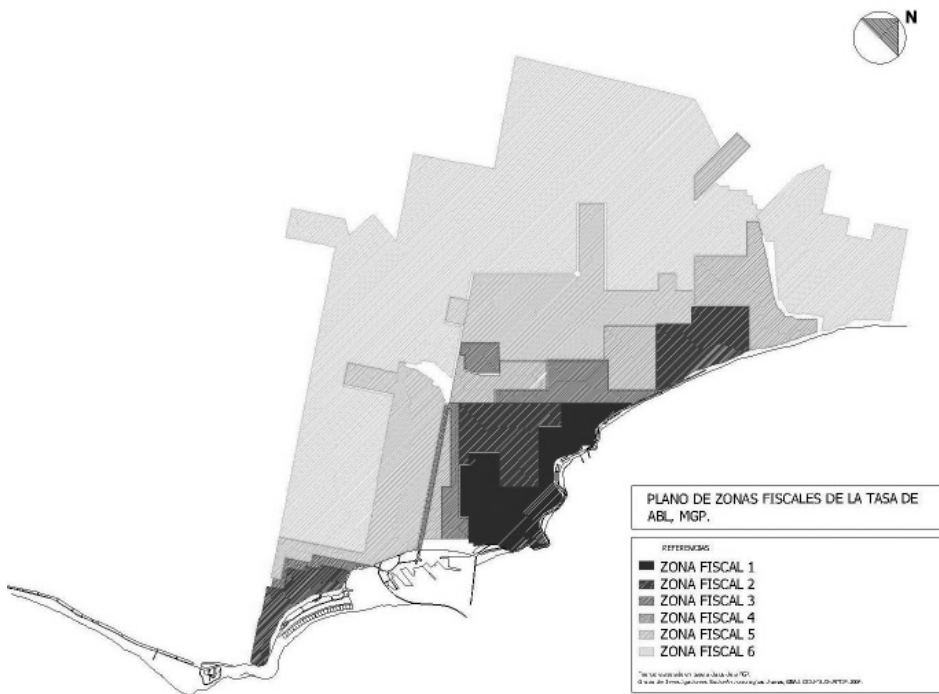 N
PLANO DE ZONAS FISCALES DE LA TASA DE
ABL, MGP.
REFERENCIAS
ZONA FISCAL 1
ZONA FISCAL 2
ZONA FISCAL 3
ZONA FISCAL 4
ZONA FISCAL 5
ZONA FISCAL 6